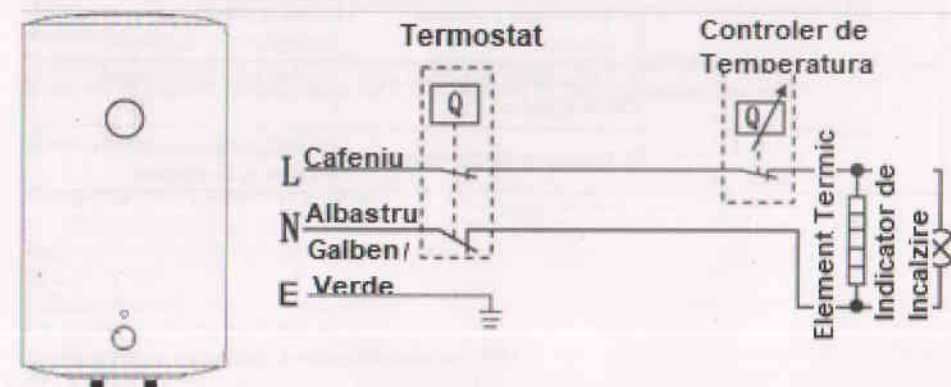 Termostat
Controler de
Temperatura
Q
Q
L Cafeniu
N Albastru
Galben/
E Verde
Element Termic
Indicator de
Incalzire